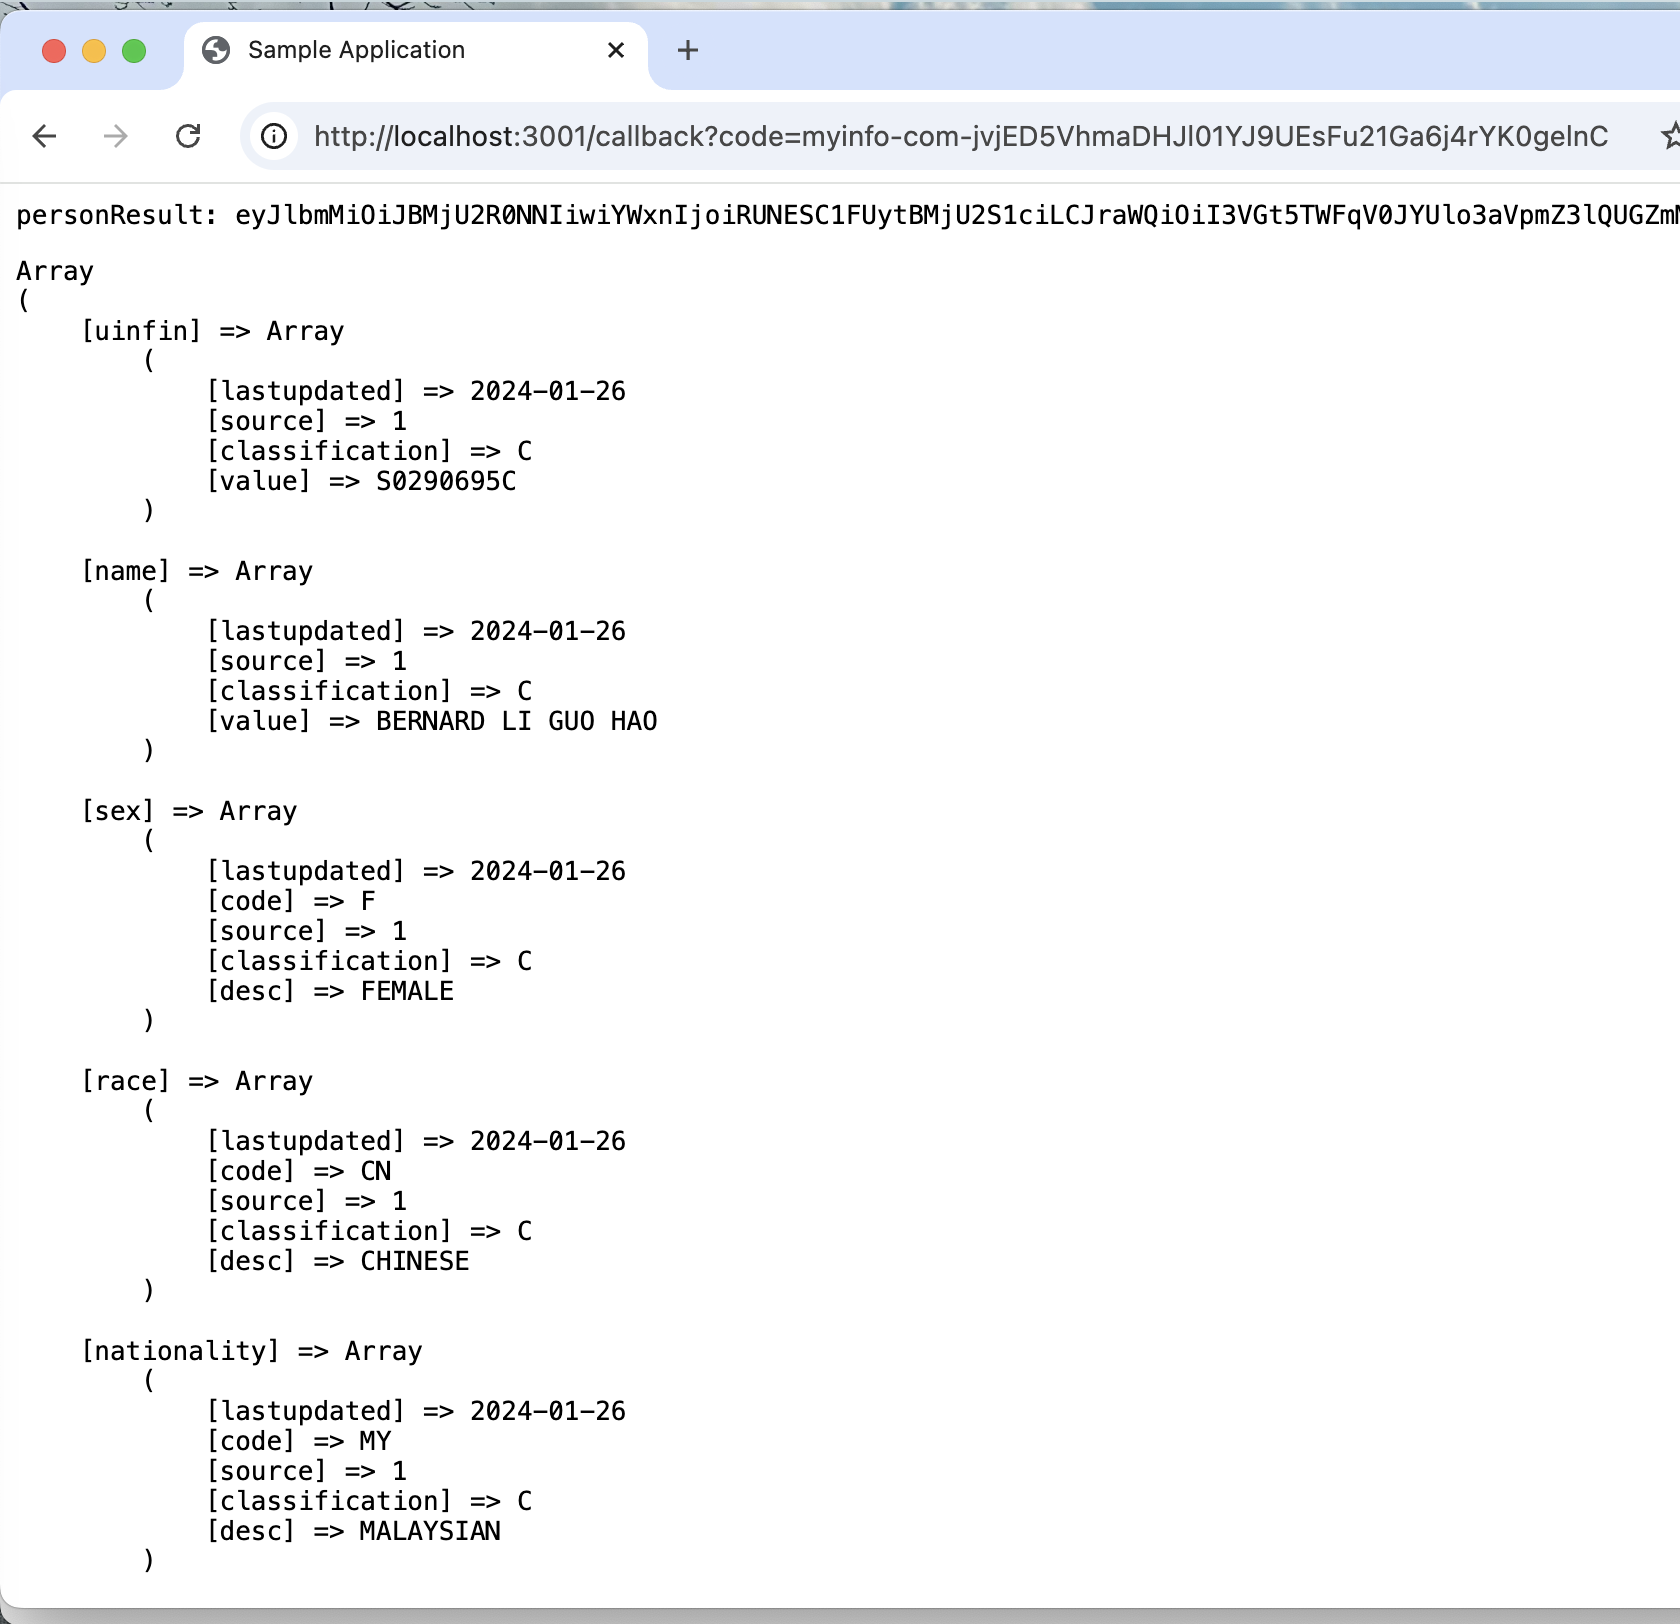 Sample Application
http://localhost:3001/callback?code=myinfo-com-jvjED5VhmaDHJl01YJ9UEsFu21Ga6j4rYK0gelnC
personResult: eyJlbmMiOiJBMjU2R0NNIiwiYWxnIjoiRUNESC1FUytBMjU2S1ciLCJraWQiOiI3VGt5TWFqV0JYUlo3aVpmZ3lQUGZm
Array
(
    [uinfin] => Array
        (
            [lastupdated] => 2024-01-26
            [source] => 1
            [classification] => C
            [value] => S0290695C
        )
    [name] => Array
        (
            [lastupdated] => 2024-01-26
            [source] => 1
            [classification] => C
            [value] => BERNARD LI GUO HAO
        )
    [sex] => Array
        (
            [lastupdated] => 2024-01-26
            [code] => F
            [source] => 1
            [classification] => C
            [desc] => FEMALE
        )
    [race] => Array
        (
            [lastupdated] => 2024-01-26
            [code] => CN
            [source] => 1
            [classification] => C
            [desc] => CHINESE
        )
    [nationality] => Array
        (
            [lastupdated] => 2024-01-26
            [code] => MY
            [source] => 1
            [classification] => C
            [desc] => MALAYSIAN
        )